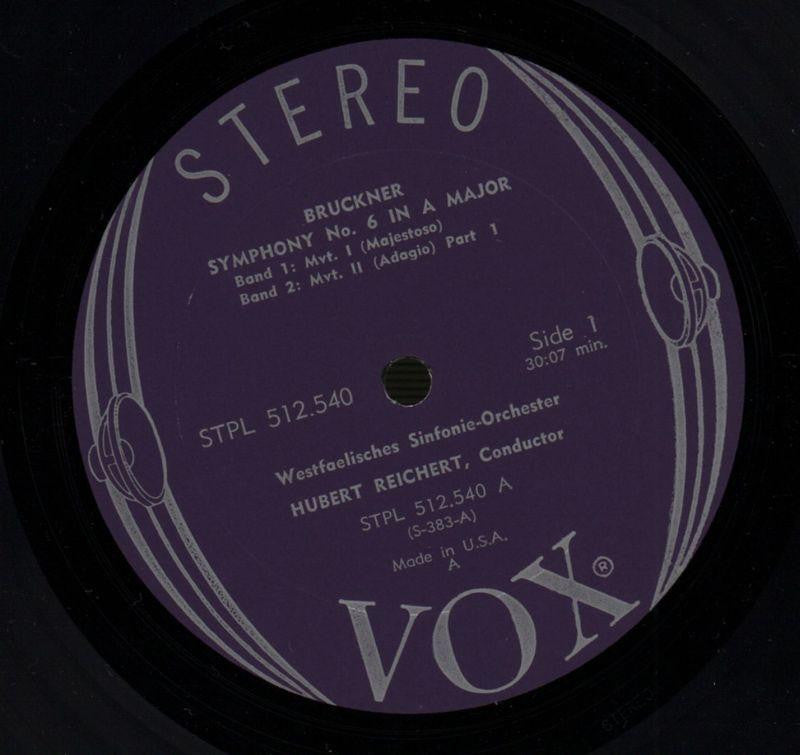 STEREO
BRUCKNER
SYMPHONY No. 6 IN A MAJOR
Band 1: Mvt. I (Majestoso)
Band 2: Mvt. II (Adagio) Part 1
Side 1
30:07 min.
STPL 512.540
Westfaelisches Sinfonie-Orchester
HUBERT REICHERT, Conductor
STPL 512.540 A
(S-383-A)
Made in U.S.A.
A
VOX®